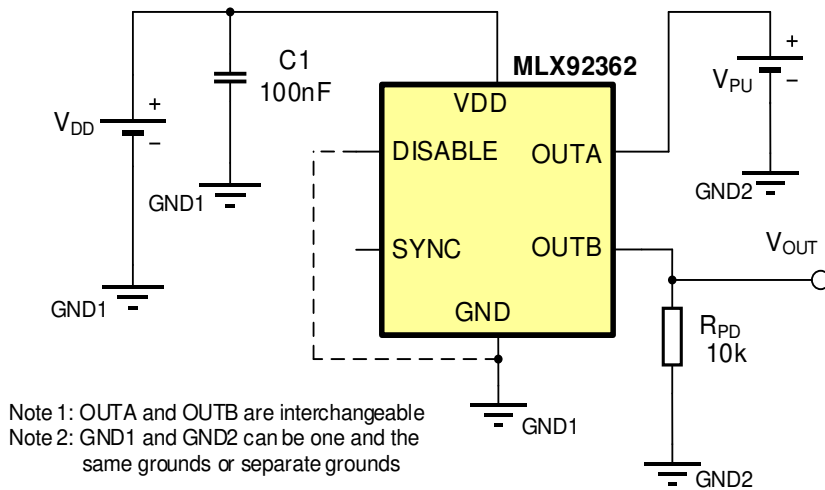 C1
100nF
MLX92362
VDD
DISABLE
OUTA
SYNC
OUTB
GND
+
VDD
−
GND1
GND1
GND1
+
VPU
−
GND2
VOUT
RPD
10k
GND2
Note 1: OUTA and OUTB are interchangeable
Note 2: GND1 and GND2 can be one and the
same grounds or separate grounds